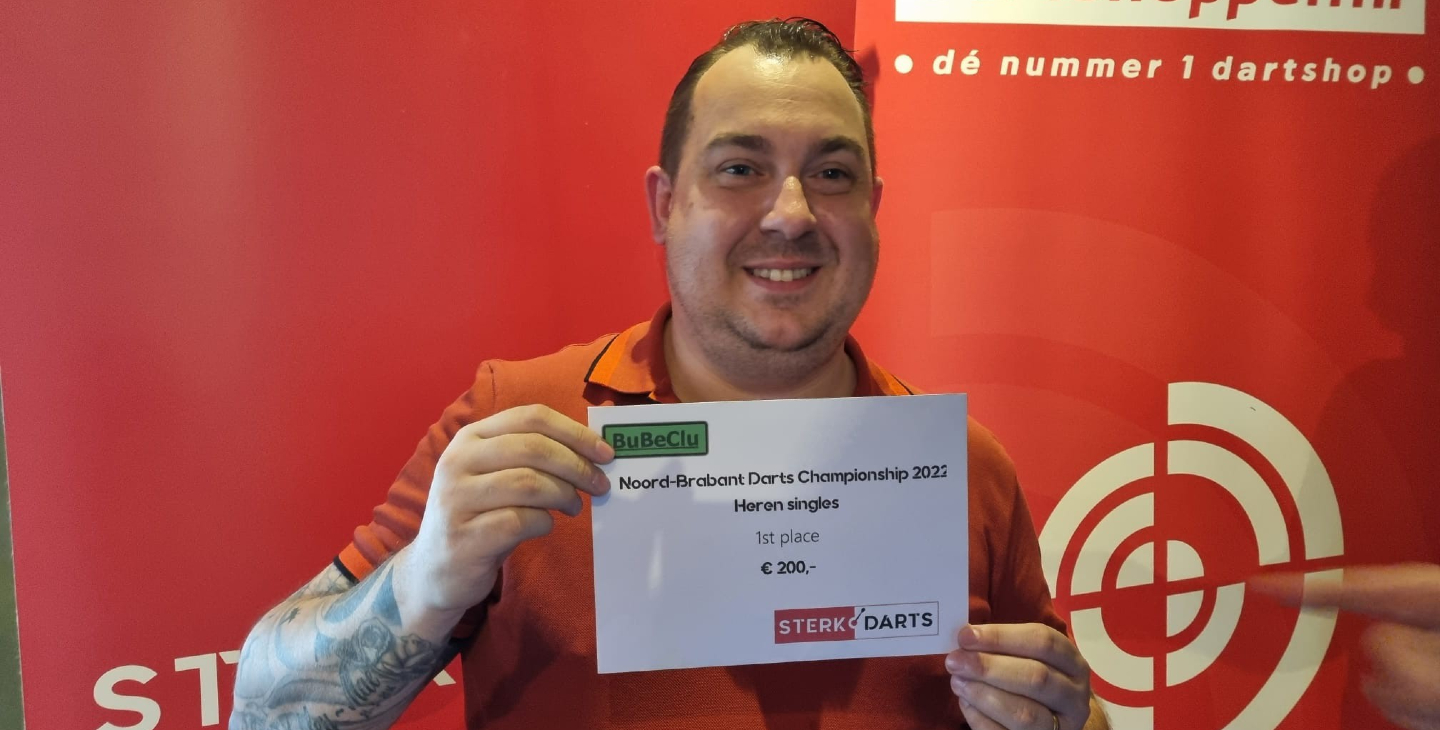 • dé nummer 1 dartshop •
BuBeClu
Noord-Brabant Darts Championship 2022
Heren singles
1st place
€ 200,-
STERK DARTS